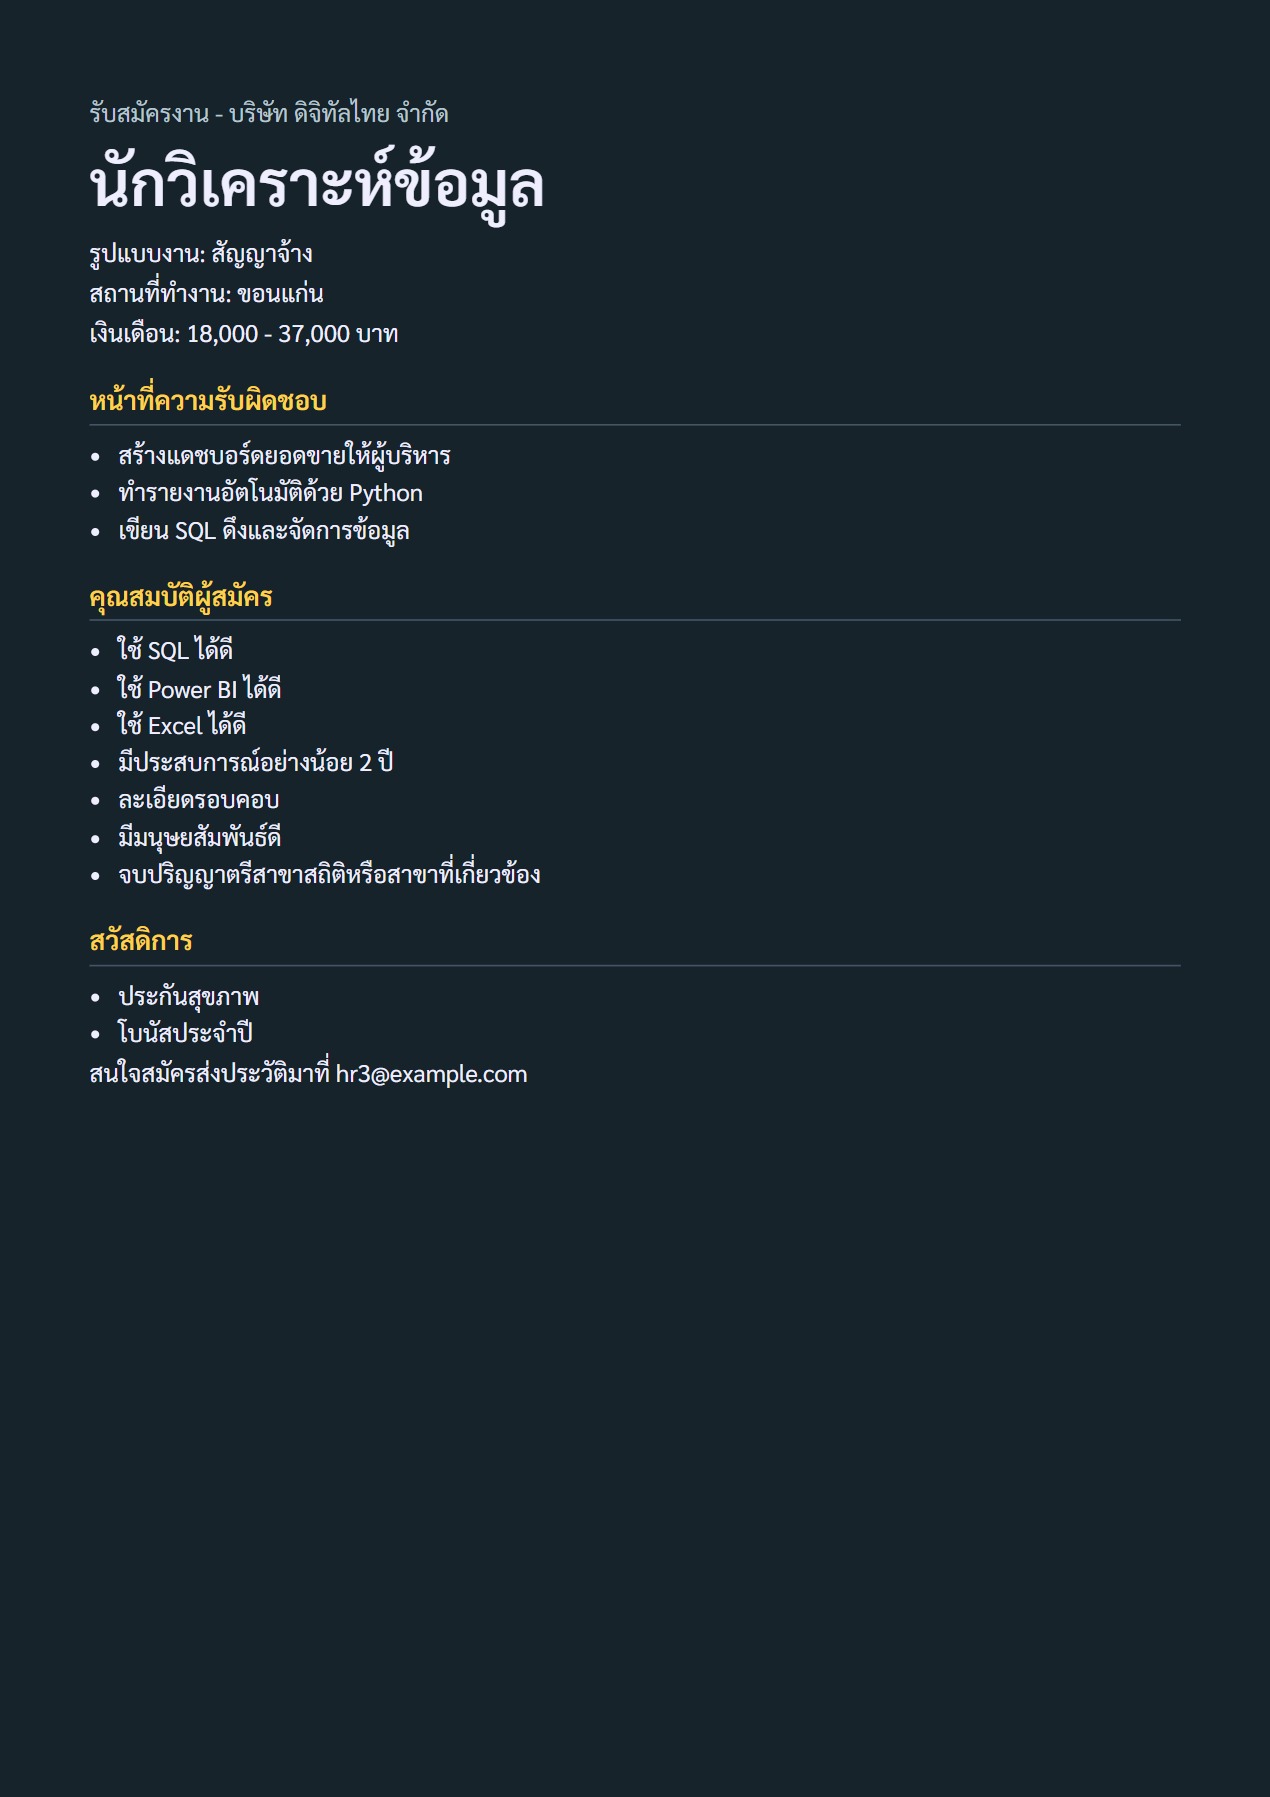 รับสมัครงาน - บริษัท ดิจิทัลไทย จำกัด
นักวิเคราะห์ข้อมูล
รูปแบบงาน: สัญญาจ้าง
สถานที่ทำงาน: ขอนแก่น
เงินเดือน: 18,000 - 37,000 บาท
หน้าที่ความรับผิดชอบ
• สร้างแดชบอร์ดยอดขายให้ผู้บริหาร
• ทำรายงานอัตโนมัติด้วย Python
• เขียน SQL ดึงและจัดการข้อมูล
คุณสมบัติผู้สมัคร
• ใช้ SQL ได้ดี
• ใช้ Power BI ได้ดี
• ใช้ Excel ได้ดี
• มีประสบการณ์อย่างน้อย 2 ปี
• ละเอียดรอบคอบ
• มีมนุษยสัมพันธ์ดี
• จบปริญญาตรีสาขาสถิติหรือสาขาที่เกี่ยวข้อง
สวัสดิการ
• ประกันสุขภาพ
• โบนัสประจำปี
สนใจสมัครส่งประวัติมาที่ hr3@example.com